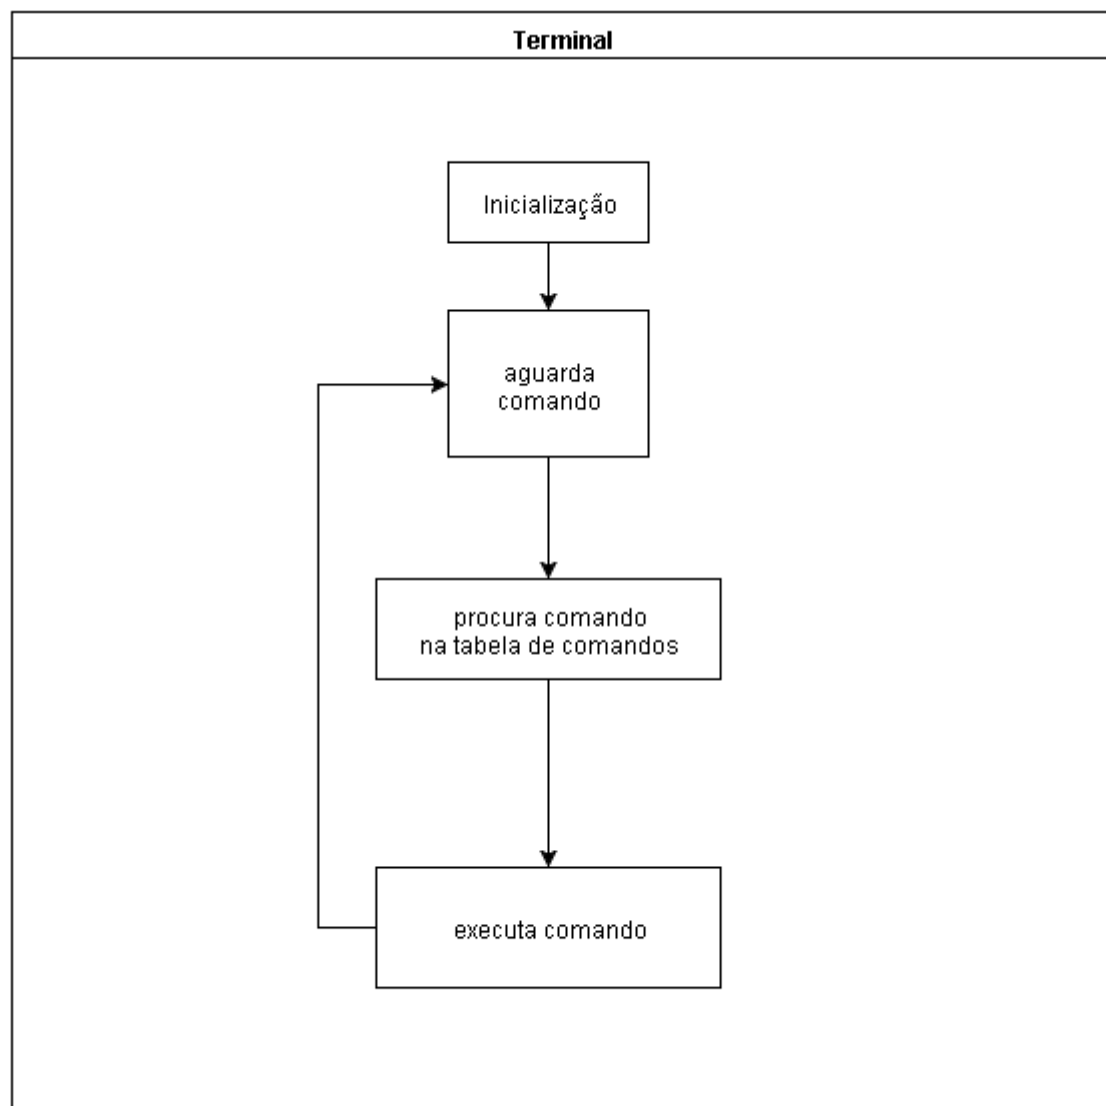 Terminal
Inicialização
aguarda
comando
procura comando
na tabela de comandos
executa comando